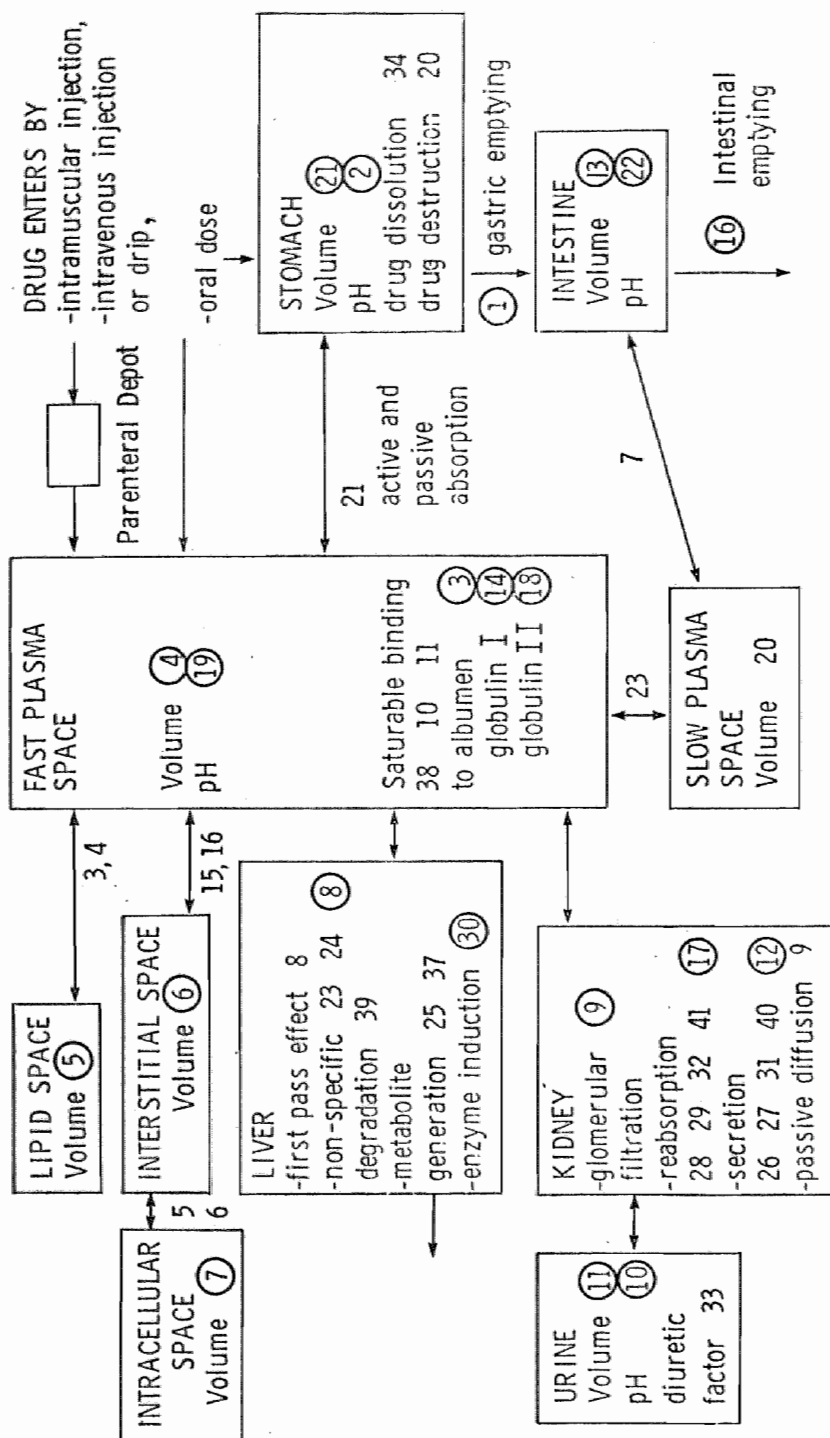 DRUG ENTERS BY
-intramuscular injection,
-intravenous injection
or drip,
-oral dose
Parenteral Depot
STOMACH
Volume 21
pH 2
drug dissolution 34
drug destruction 20
1 gastric emptying
INTESTINE
Volume 13
pH 22
16 Intestinal
emptying
21
active and
passive
absorption
7
FAST PLASMA
SPACE
Volume 4
pH 19
Saturable binding
38 10 11
to albumen 3
globulin I 14
globulin II 18
23
SLOW PLASMA
SPACE
Volume 20
3,4
15,16
LIPID SPACE
Volume 5
INTERSTITIAL SPACE
Volume 6
5
6
INTRACELLULAR
SPACE
Volume 7
LIVER
-first pass effect 8
-non-specific 23 24 8
degradation 39
-metabolite
generation 25 37
-enzyme induction 30
KIDNEY
-glomerular 9
filtration
-reabsorption
28 29 32 41 17
-secretion
26 27 31 40 12
-passive diffusion 9
URINE
Volume 11
pH 10
diuretic
factor 33